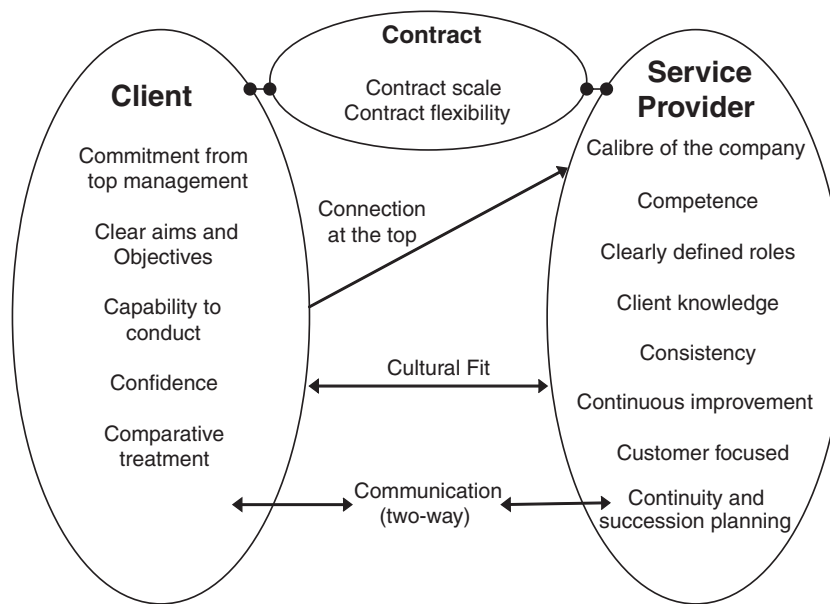 Contract
Contract scale
Contract flexibility
Client
Commitment from
top management
Clear aims and
Objectives
Capability to
conduct
Confidence
Comparative
treatment
Connection
at the top
Cultural Fit
Communication
(two-way)
Service
Provider
Calibre of the company
Competence
Clearly defined roles
Client knowledge
Consistency
Continuous improvement
Customer focused
Continuity and
succession planning